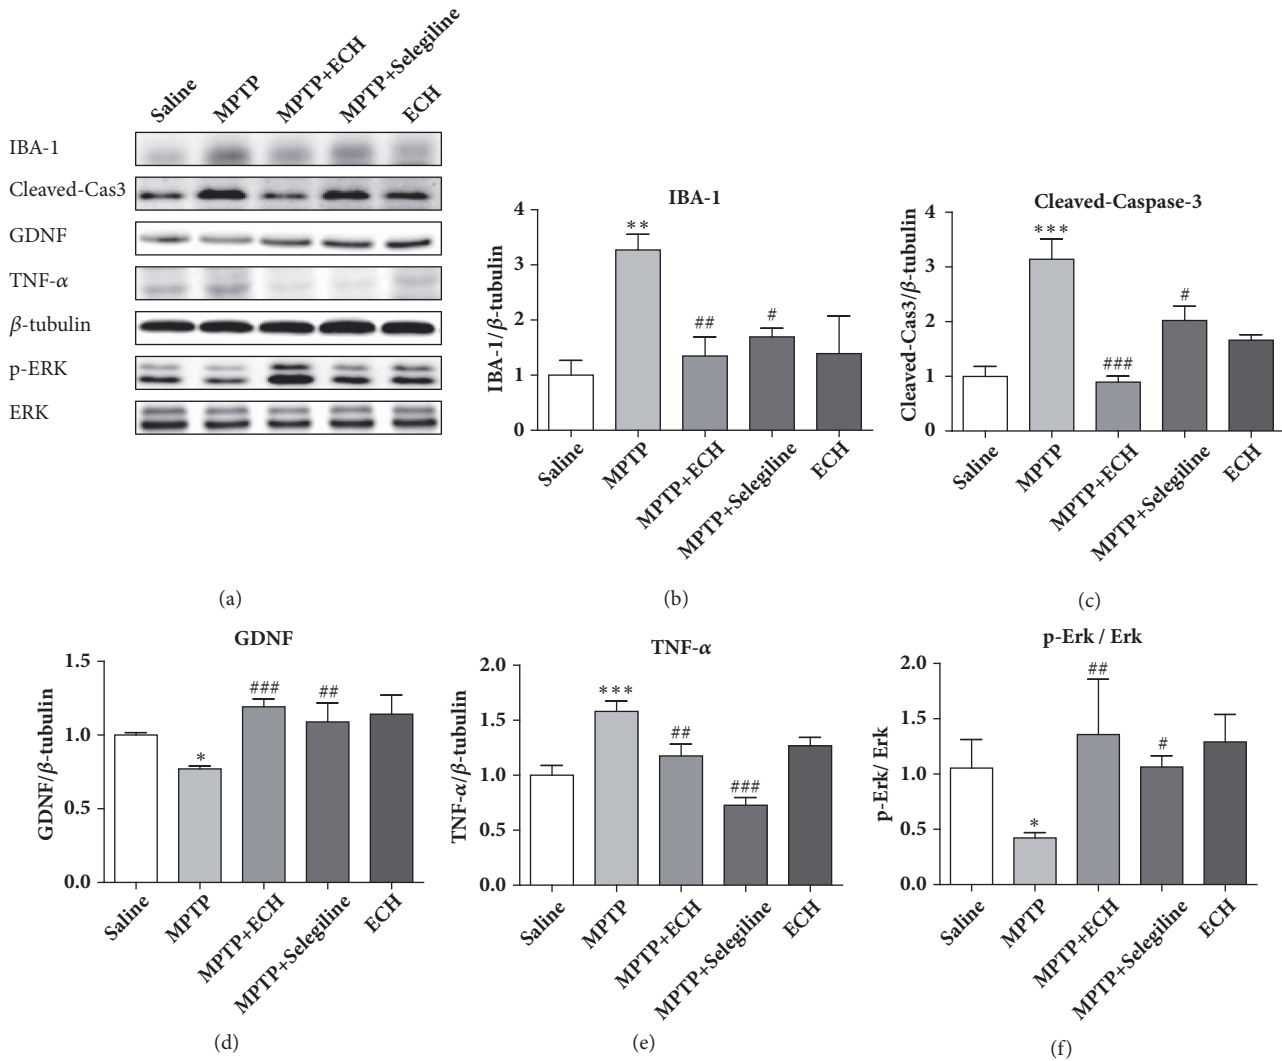 Saline
MPTP
MPTP+ECH
MPTP+Selegiline
ECH
IBA-1
Cleaved-Cas3
GDNF
TNF-α
β-tubulin
p-ERK
ERK
(a)
IBA-1
IBA-1/β-tubulin
4
3
2
1
0
**
##
#
Saline
MPTP
MPTP+ECH
MPTP+Selegiline
ECH
(b)
Cleaved-Caspase-3
Cleaved-Cas3/β-tubulin
4
3
2
1
0
***
###
#
Saline
MPTP
MPTP+ECH
MPTP+Selegiline
ECH
(c)
GDNF
GDNF/β-tubulin
1.5
1.0
0.5
0.0
*
###
##
Saline
MPTP
MPTP+ECH
MPTP+Selegiline
ECH
(d)
TNF-α
TNF-α/β-tubulin
2.0
1.5
1.0
0.5
0.0
***
##
###
Saline
MPTP
MPTP+ECH
MPTP+Selegiline
ECH
(e)
p-Erk / Erk
p-Erk/ Erk
2.0
1.5
1.0
0.5
0.0
*
##
#
Saline
MPTP
MPTP+ECH
MPTP+Selegiline
ECH
(f)